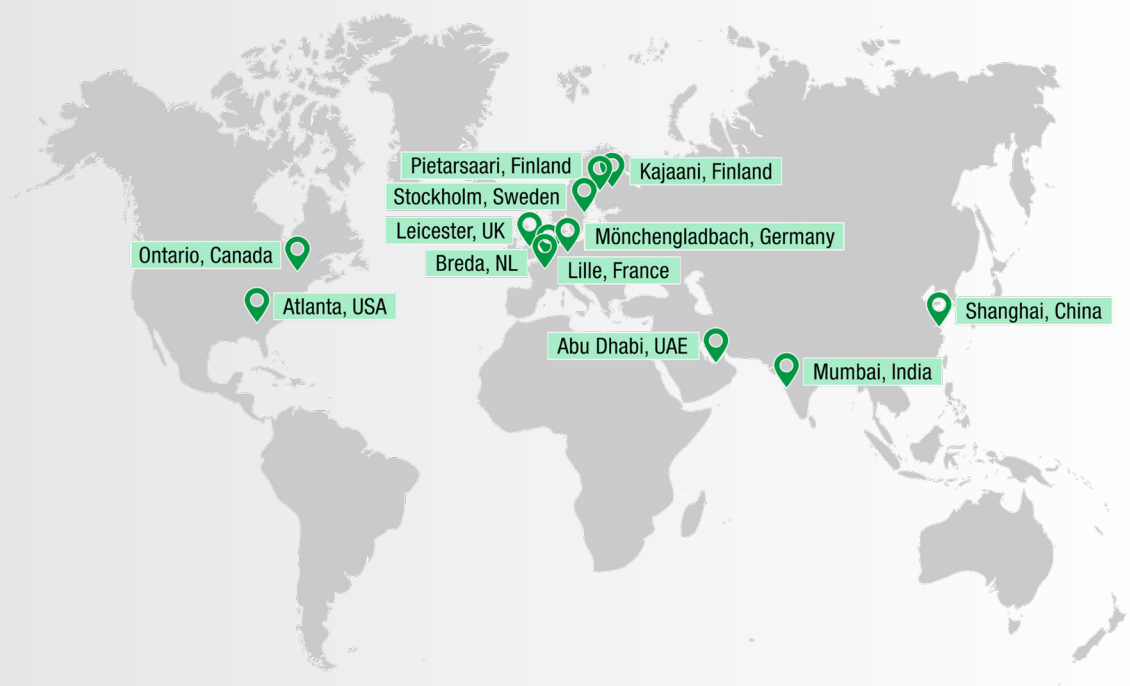 Pietarsaari, Finland
Kajaani, Finland
Stockholm, Sweden
Leicester, UK
Mönchengladbach, Germany
Ontario, Canada
Breda, NL
Lille, France
Atlanta, USA
Shanghai, China
Abu Dhabi, UAE
Mumbai, India